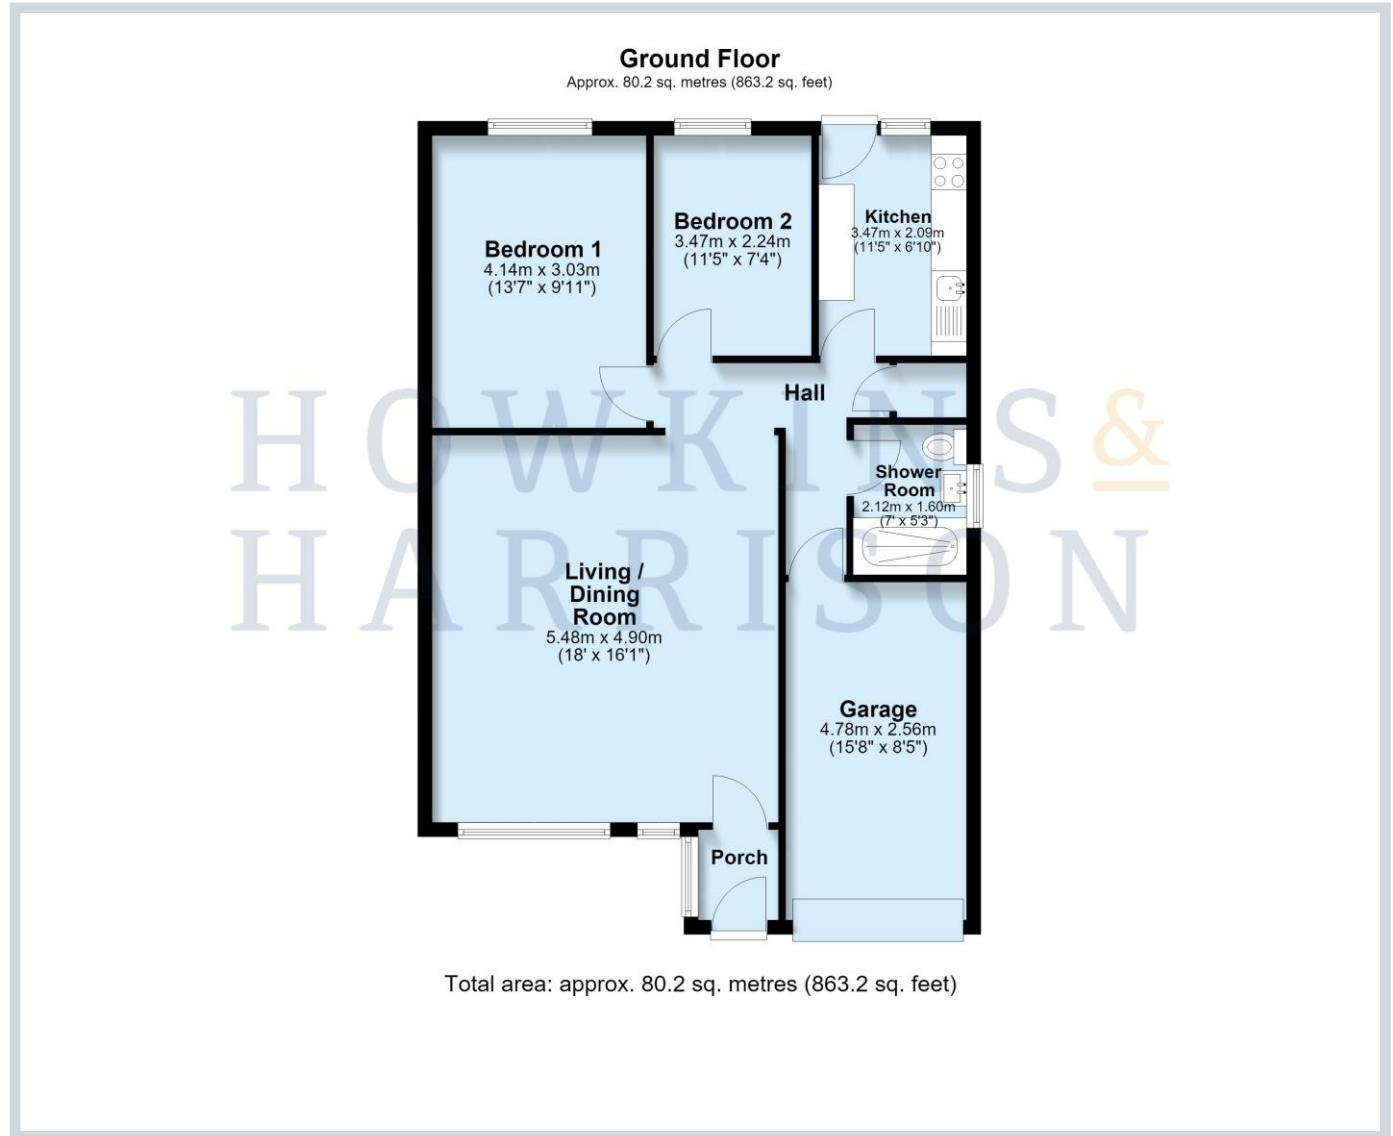 Ground Floor
Approx. 80.2 sq. metres (863.2 sq. feet)
Bedroom 1
4.14m x 3.03m
(13'7" x 9'11")
Bedroom 2
3.47m x 2.24m
(11'5" x 7'4")
Kitchen
3.47m x 2.09m
(11'5" x 6'10")
Hall
HOWKINS &
HARRISON
Shower
Room
2.12m x 1.60m
(7' x 5'3")
Living /
Dining
Room
5.48m x 4.90m
(18' x 16'1")
Garage
4.78m x 2.56m
(15'8" x 8'5")
Porch
Total area: approx. 80.2 sq. metres (863.2 sq. feet)